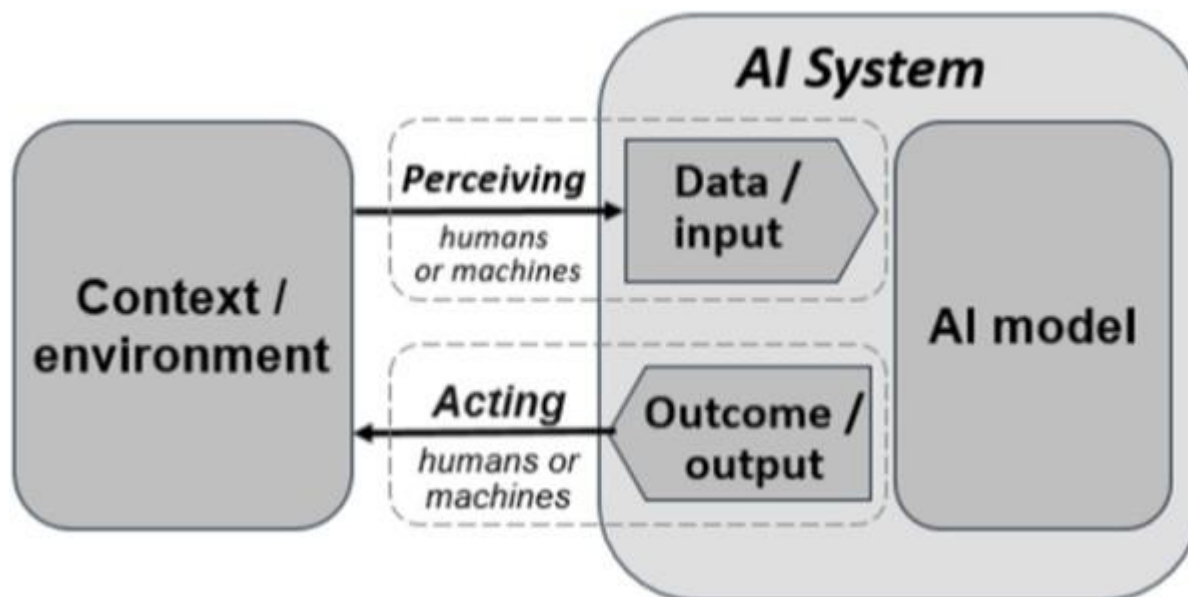 AI System
Perceiving
humans
or machines
Data /
input
Context /
environment
AI model
Acting
humans or
machines
Outcome /
output